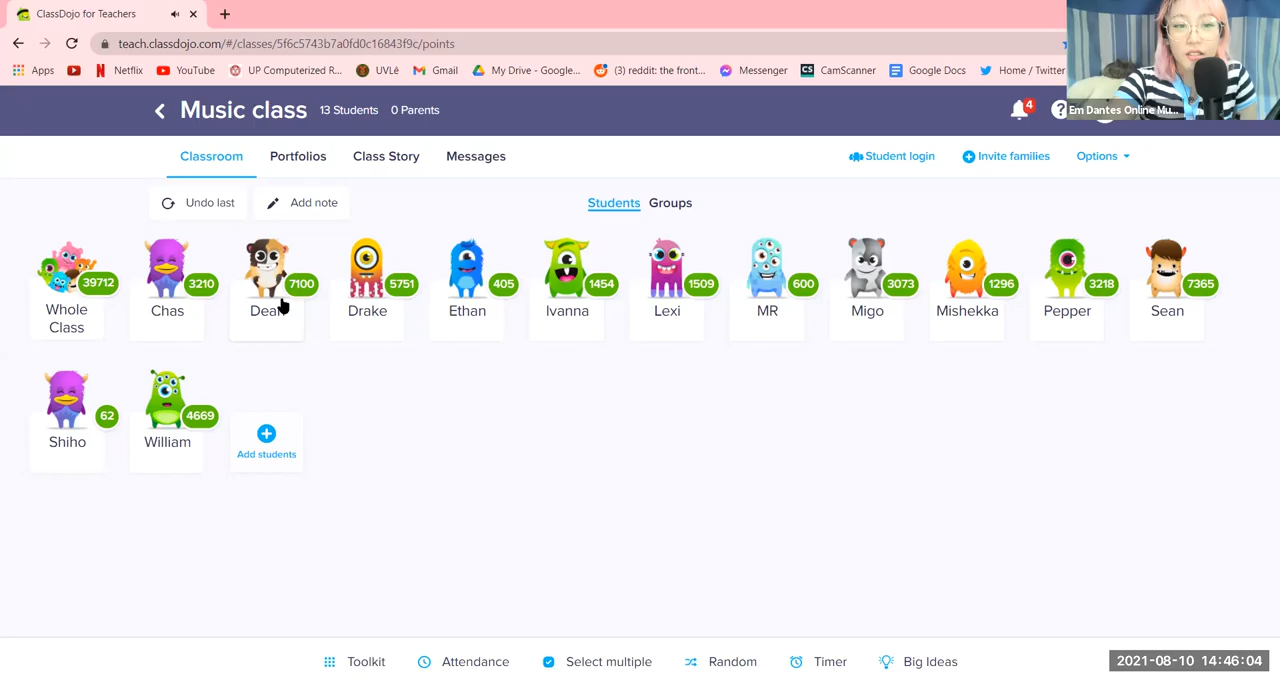 ClassDojo for Teachers
teach.classdojo.com/#/classes/5f6c5743b7a0fd0c16843f9c/points
Apps Netflix YouTube UP Computerized R... UVLê Gmail My Drive - Google... (3) reddit: the front... Messenger CamScanner Google Docs Home / Twitter
Em Dantes Online Mu...
Music class 13 Students 0 Parents 4
Classroom Portfolios Class Story Messages Student login Invite families Options
Undo last Add note Students Groups
39712 3210 7100 5751 405 1454 1509 600 3073 1296 3218 7365
Whole Class Chas Drake Ethan Ivanna Lexi MR Migo Mishekka Pepper Sean
62 4669
Shiho William Add students
Toolkit Attendance Select multiple Random Timer Big Ideas
2021-08-10 14:46:04